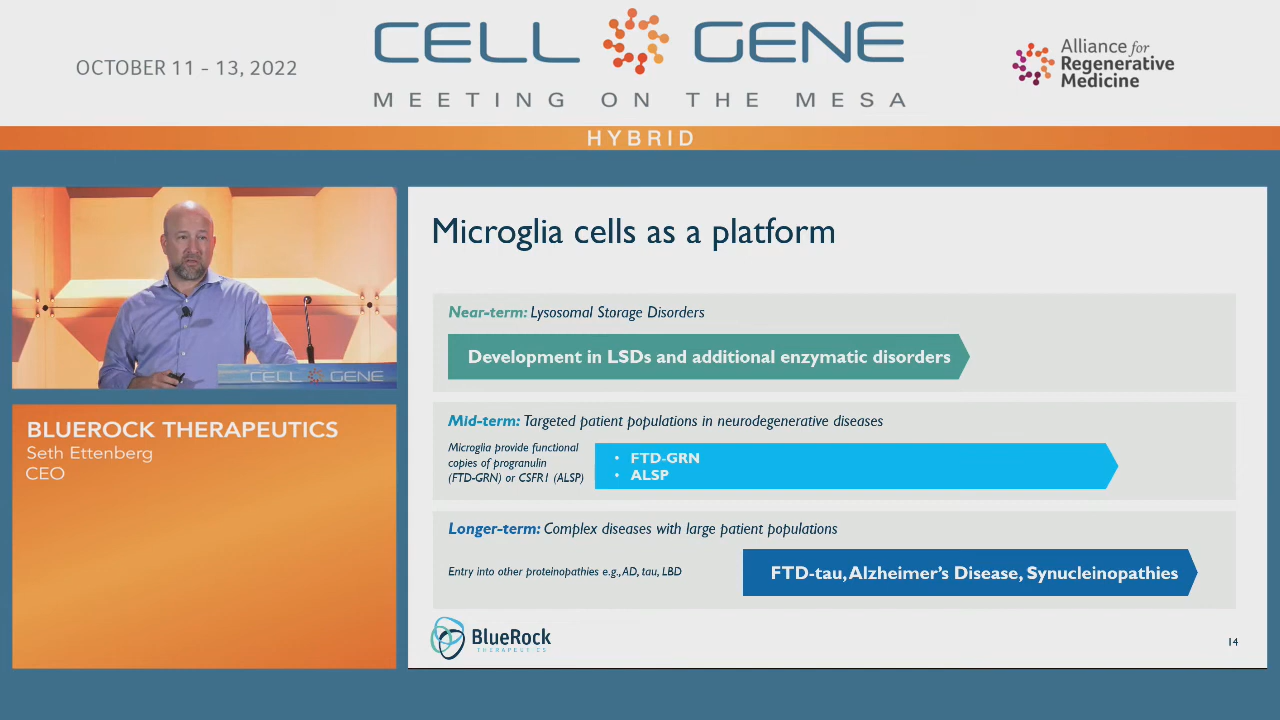 OCTOBER 11 - 13, 2022
CELL GENE
MEETING ON THE MESA
Alliance for
Regenerative
Medicine
HYBRID
CELL GENE
BLUEROCK THERAPEUTICS
Seth Ettenberg
CEO
Microglia cells as a platform
Near-term: Lysosomal Storage Disorders
Development in LSDs and additional enzymatic disorders
Mid-term: Targeted patient populations in neurodegenerative diseases
Microglia provide functional
copies of progranulin
(FTD-GRN) or CSFR1 (ALSP)
• FTD-GRN
• ALSP
Longer-term: Complex diseases with large patient populations
Entry into other proteinopathies e.g., AD, tau, LBD
FTD-tau, Alzheimer's Disease, Synucleinopathies
BlueRock
THERAPEUTICS
14